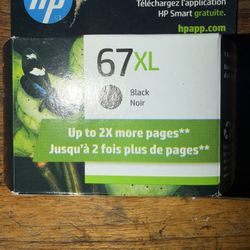 hp
Téléchargez l'application
HP Smart gratuite.
hpapp.com
67XL
Black
Noir
Up to 2X more pages**
Jusqu'à 2 fois plus de pages**